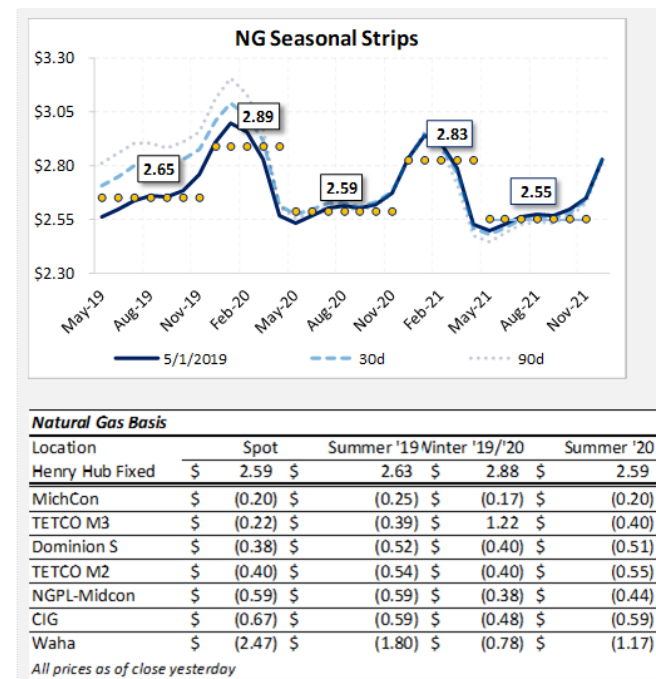 NG Seasonal Strips
$3.30
$3.05
$2.80
$2.55
$2.30
2.65
2.89
2.59
2.83
2.55
May-19 Aug-19 Nov-19 Feb-20 May-20 Aug-20 Nov-20 Feb-21 May-21 Aug-21 Nov-21
5/1/2019 30d 90d
Natural Gas Basis
Location Spot Summer '19 Winter '19/'20 Summer '20
Henry Hub Fixed $ 2.59 $ 2.63 $ 2.88 $ 2.59
MichCon $ (0.20) $ (0.25) $ (0.17) $ (0.20)
TETCO M3 $ (0.22) $ (0.39) $ 1.22 $ (0.40)
Dominion S $ (0.38) $ (0.52) $ (0.40) $ (0.51)
TETCO M2 $ (0.40) $ (0.54) $ (0.40) $ (0.55)
NGPL-Midcon $ (0.59) $ (0.59) $ (0.38) $ (0.44)
CIG $ (0.67) $ (0.59) $ (0.48) $ (0.59)
Waha $ (2.47) $ (1.80) $ (0.78) $ (1.17)
All prices as of close yesterday